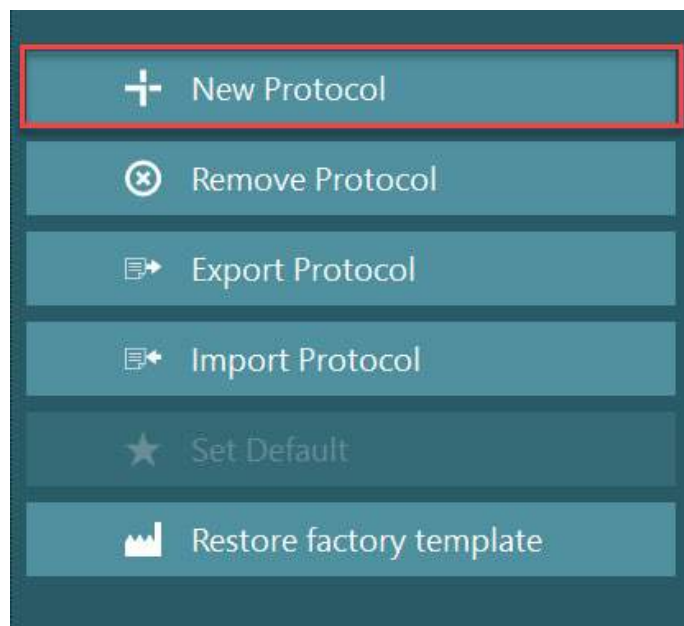 New Protocol
Remove Protocol
Export Protocol
Import Protocol
Set Default
Restore factory template